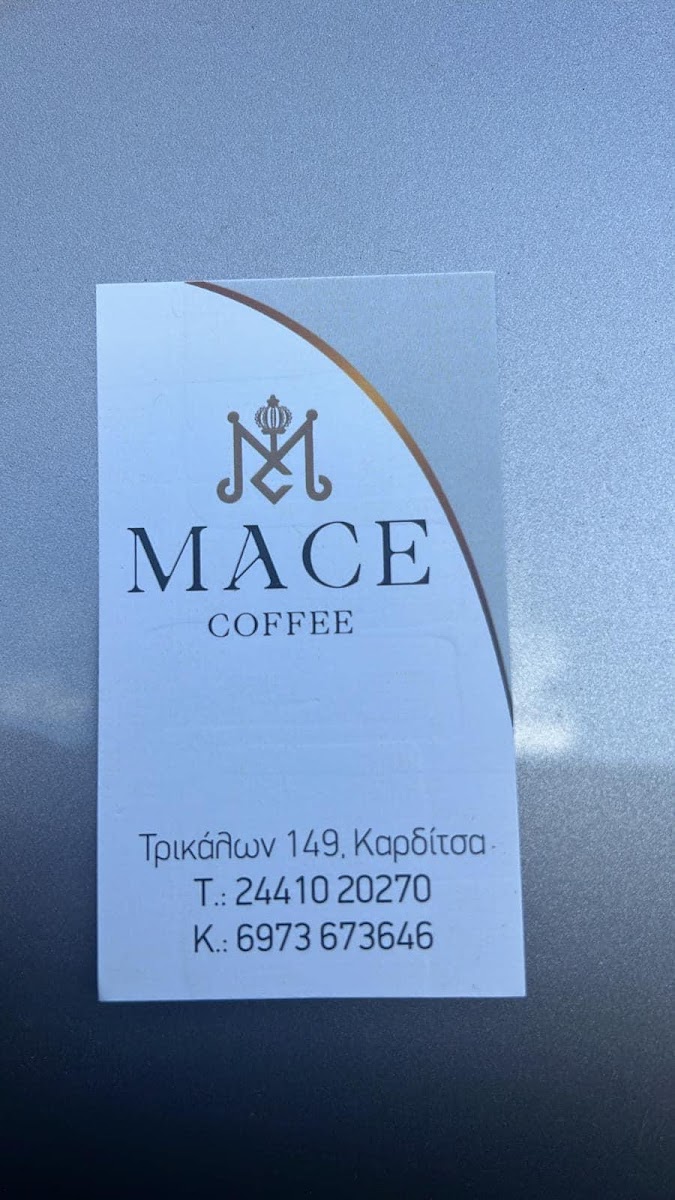 MACE
COFFEE
Τρικάλων 149, Καρδίτσα
Τ.: 24410 20270
Κ.: 6973 673646